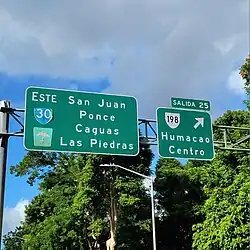 ESTE San Juan
30 Ponce
Caguas
Las Piedras
SALIDA 25
198
Humacao
Centro